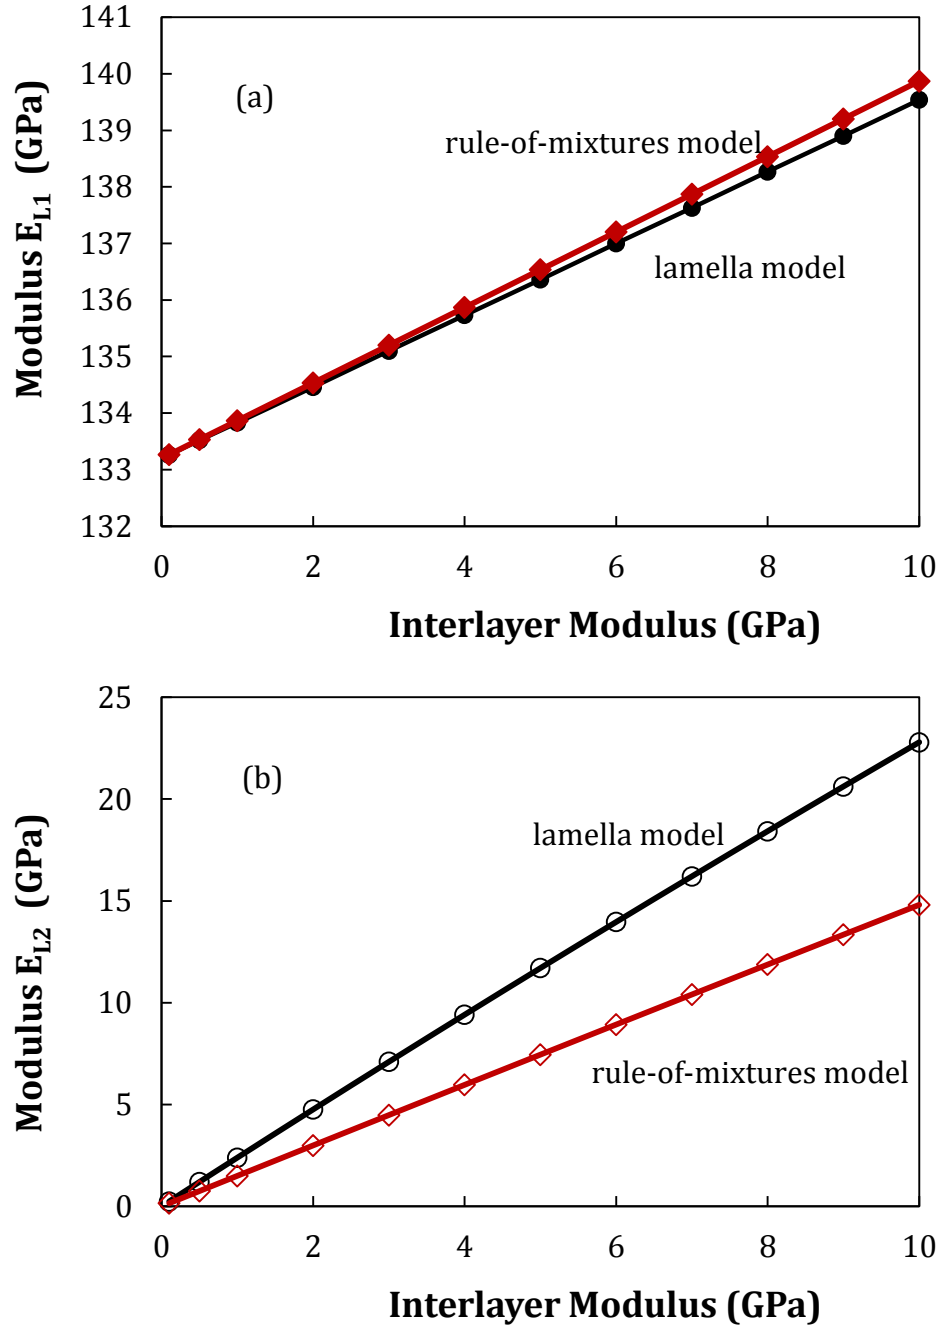 141
140
139
138
137
136
135
134
133
132
Modulus E_L1 (GPa)
(a)
rule-of-mixtures model
lamella model
0 2 4 6 8 10
Interlayer Modulus (GPa)
25
20
15
10
5
0
Modulus E_L2 (GPa)
(b)
lamella model
rule-of-mixtures model
0 2 4 6 8 10
Interlayer Modulus (GPa)